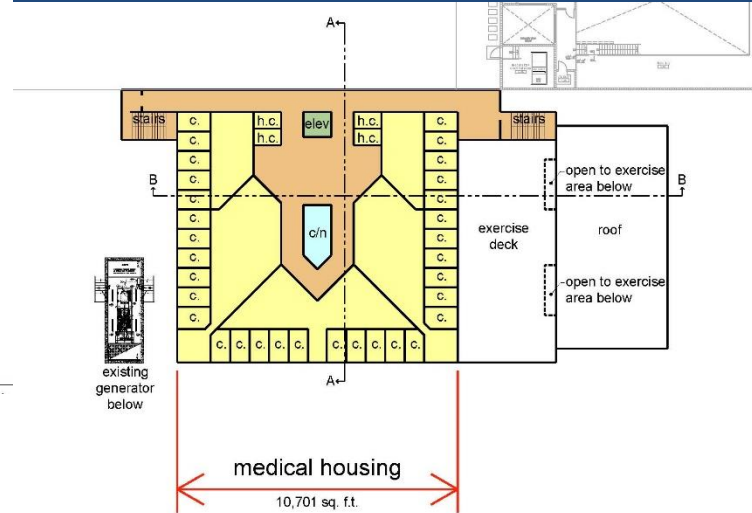 A
stairs c. h.c. elev h.c. c. stairs
c. h.c. h.c. c.
c. c.
open to exercise
area below
B c. c. B
c. c.
c. c/n c. exercise
deck roof
c. c.
c. c.
c. c. open to exercise
area below
c. c.
c. c.
c. c. c. c. c. c. c. c. c. c.
existing
generator
below
A
medical housing
10,701 sq. f.t.